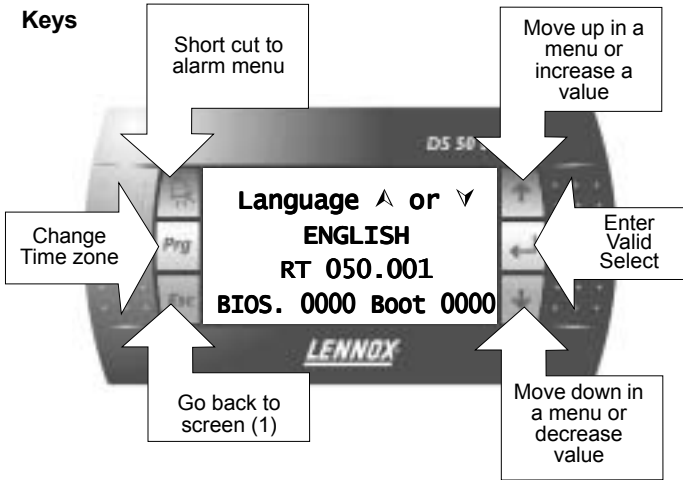 Keys
Short cut to
alarm menu
Move up in a
menu or
increase a
value
DS 50
Change
Time zone
Prg
Esc
Language ⋏ or ⋎
ENGLISH
RT 050.001
BIOS. 0000 Boot 0000
Enter
Valid
Select
LENNOX
Go back to
screen (1)
Move down in
a menu or
decrease
value